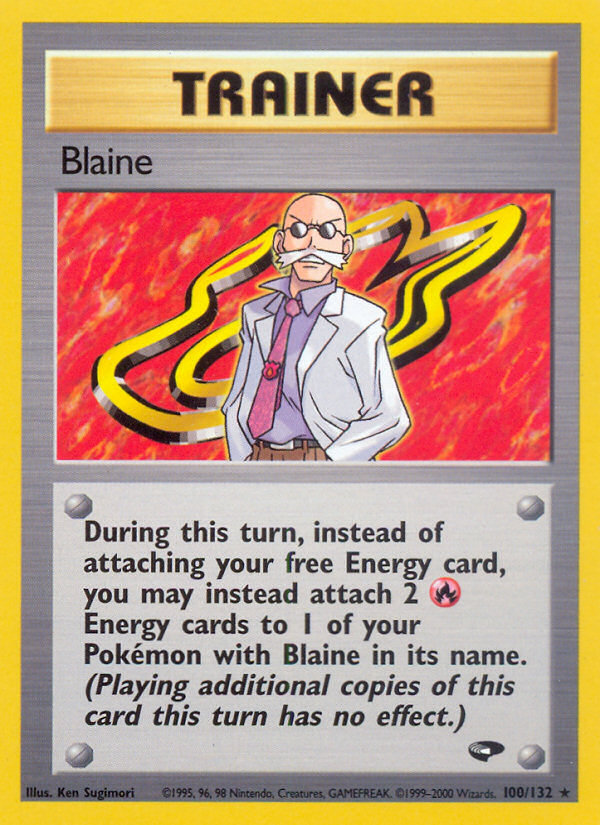 TRAINER
Blaine
During this turn, instead of
attaching your free Energy card,
you may instead attach 2
Energy cards to 1 of your
Pokémon with Blaine in its name.
(Playing additional copies of this
card this turn has no effect.)
Illus. Ken Sugimori ©1995, 96, 98 Nintendo, Creatures, GAMEFREAK. ©1999–2000 Wizards. 100/132 ★